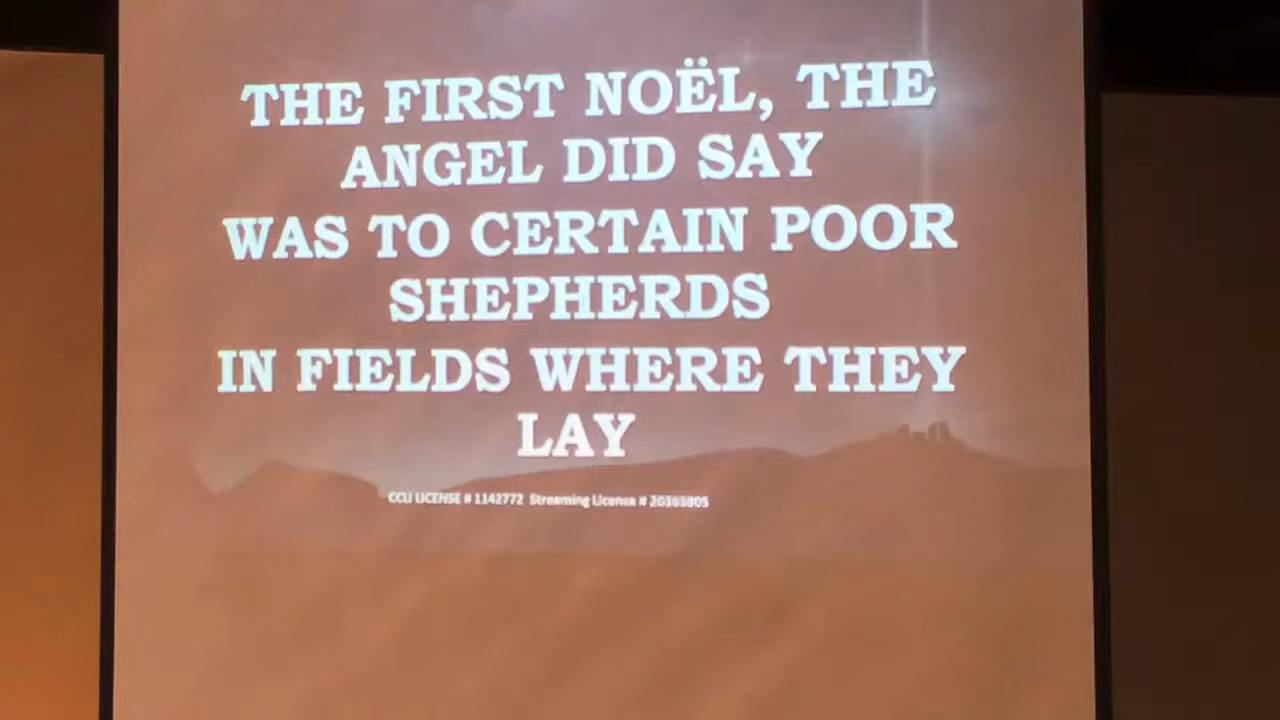 THE FIRST NOËL, THE
ANGEL DID SAY
WAS TO CERTAIN POOR
SHEPHERDS
IN FIELDS WHERE THEY
LAY
CCLI LICENSE # 1142772 Streaming License # 20365805